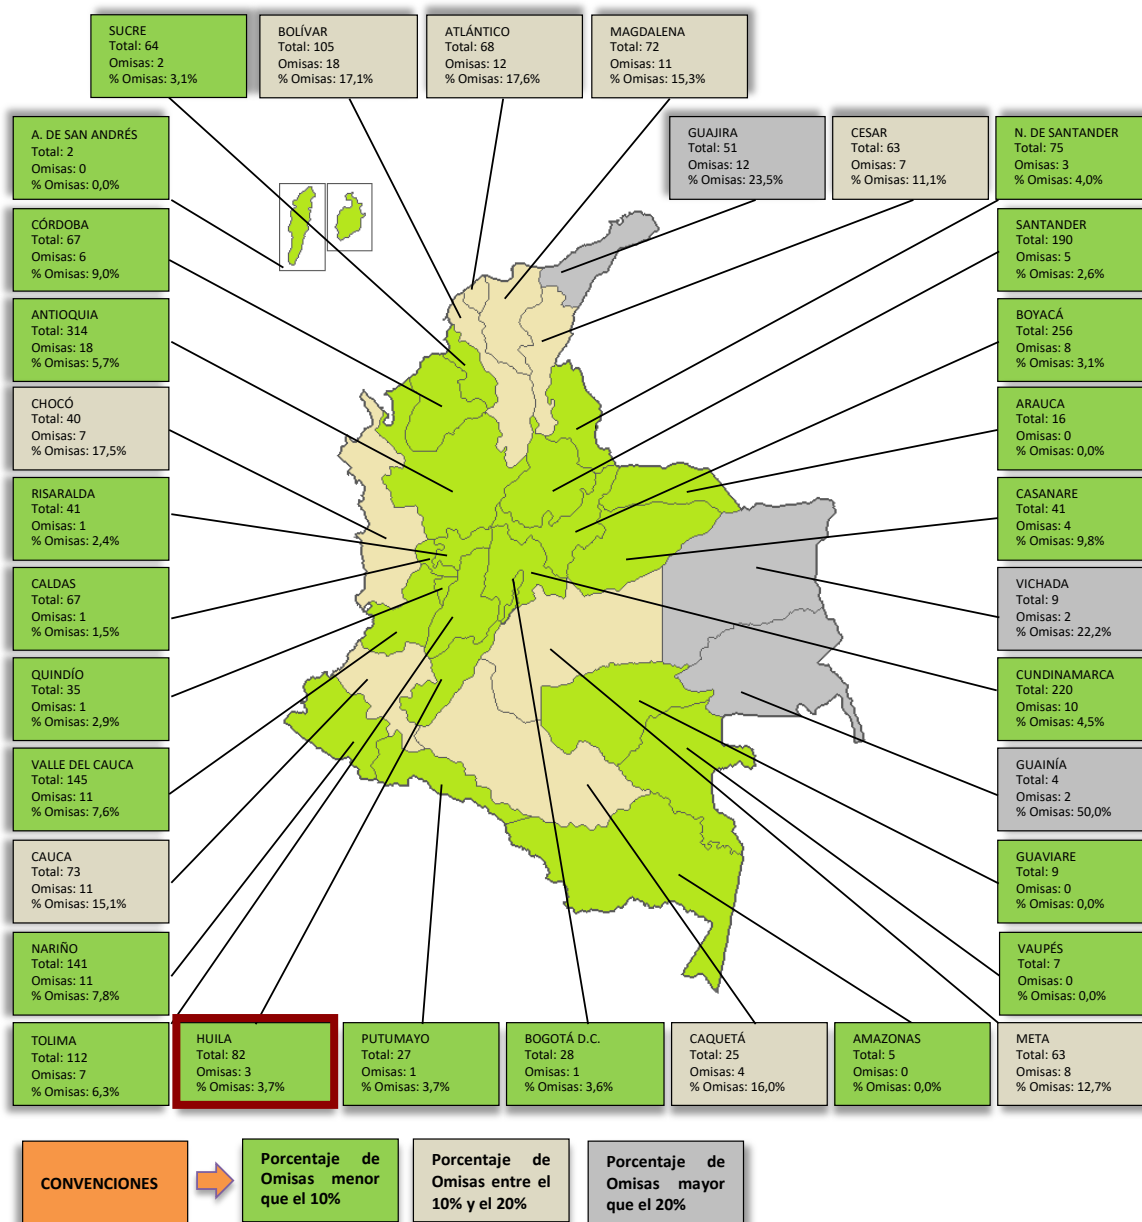 SUCRE
Total: 64
Omisas: 2
% Omisas: 3,1%
BOLÍVAR
Total: 105
Omisas: 18
% Omisas: 17,1%
ATLÁNTICO
Total: 68
Omisas: 12
% Omisas: 17,6%
MAGDALENA
Total: 72
Omisas: 11
% Omisas: 15,3%
A. DE SAN ANDRÉS
Total: 2
Omisas: 0
% Omisas: 0,0%
GUAJIRA
Total: 51
Omisas: 12
% Omisas: 23,5%
CESAR
Total: 63
Omisas: 7
% Omisas: 11,1%
N. DE SANTANDER
Total: 75
Omisas: 3
% Omisas: 4,0%
CÓRDOBA
Total: 67
Omisas: 6
% Omisas: 9,0%
SANTANDER
Total: 190
Omisas: 5
% Omisas: 2,6%
ANTIOQUIA
Total: 314
Omisas: 18
% Omisas: 5,7%
BOYACÁ
Total: 256
Omisas: 8
% Omisas: 3,1%
CHOCÓ
Total: 40
Omisas: 7
% Omisas: 17,5%
ARAUCA
Total: 16
Omisas: 0
% Omisas: 0,0%
RISARALDA
Total: 41
Omisas: 1
% Omisas: 2,4%
CASANARE
Total: 41
Omisas: 4
% Omisas: 9,8%
CALDAS
Total: 67
Omisas: 1
% Omisas: 1,5%
VICHADA
Total: 9
Omisas: 2
% Omisas: 22,2%
QUINDÍO
Total: 35
Omisas: 1
% Omisas: 2,9%
CUNDINAMARCA
Total: 220
Omisas: 10
% Omisas: 4,5%
VALLE DEL CAUCA
Total: 145
Omisas: 11
% Omisas: 7,6%
GUAINÍA
Total: 4
Omisas: 2
% Omisas: 50,0%
CAUCA
Total: 73
Omisas: 11
% Omisas: 15,1%
GUAVIARE
Total: 9
Omisas: 0
% Omisas: 0,0%
NARIÑO
Total: 141
Omisas: 11
% Omisas: 7,8%
VAUPÉS
Total: 7
Omisas: 0
% Omisas: 0,0%
TOLIMA
Total: 112
Omisas: 7
% Omisas: 6,3%
HUILA
Total: 82
Omisas: 3
% Omisas: 3,7%
PUTUMAYO
Total: 27
Omisas: 1
% Omisas: 3,7%
BOGOTÁ D.C.
Total: 28
Omisas: 1
% Omisas: 3,6%
CAQUETÁ
Total: 25
Omisas: 4
% Omisas: 16,0%
AMAZONAS
Total: 5
Omisas: 0
% Omisas: 0,0%
META
Total: 63
Omisas: 8
% Omisas: 12,7%
CONVENCIONES
Porcentaje de
Omisas menor
que el 10%
Porcentaje de
Omisas entre el
10% y el 20%
Porcentaje de
Omisas mayor
que el 20%